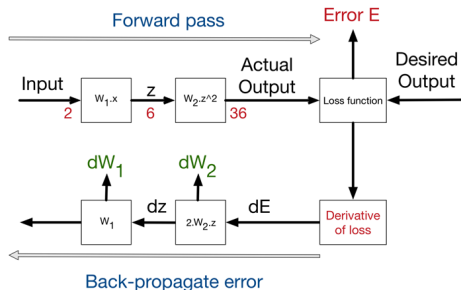 Forward pass
Error E
Input
z
Actual
Output
Desired
Output
W₁.x
W₂.z^2
Loss function
2
6
36
dW₁
dW₂
dz
dE
W₁
2.W₂.z
Derivative
of loss
Back-propagate error